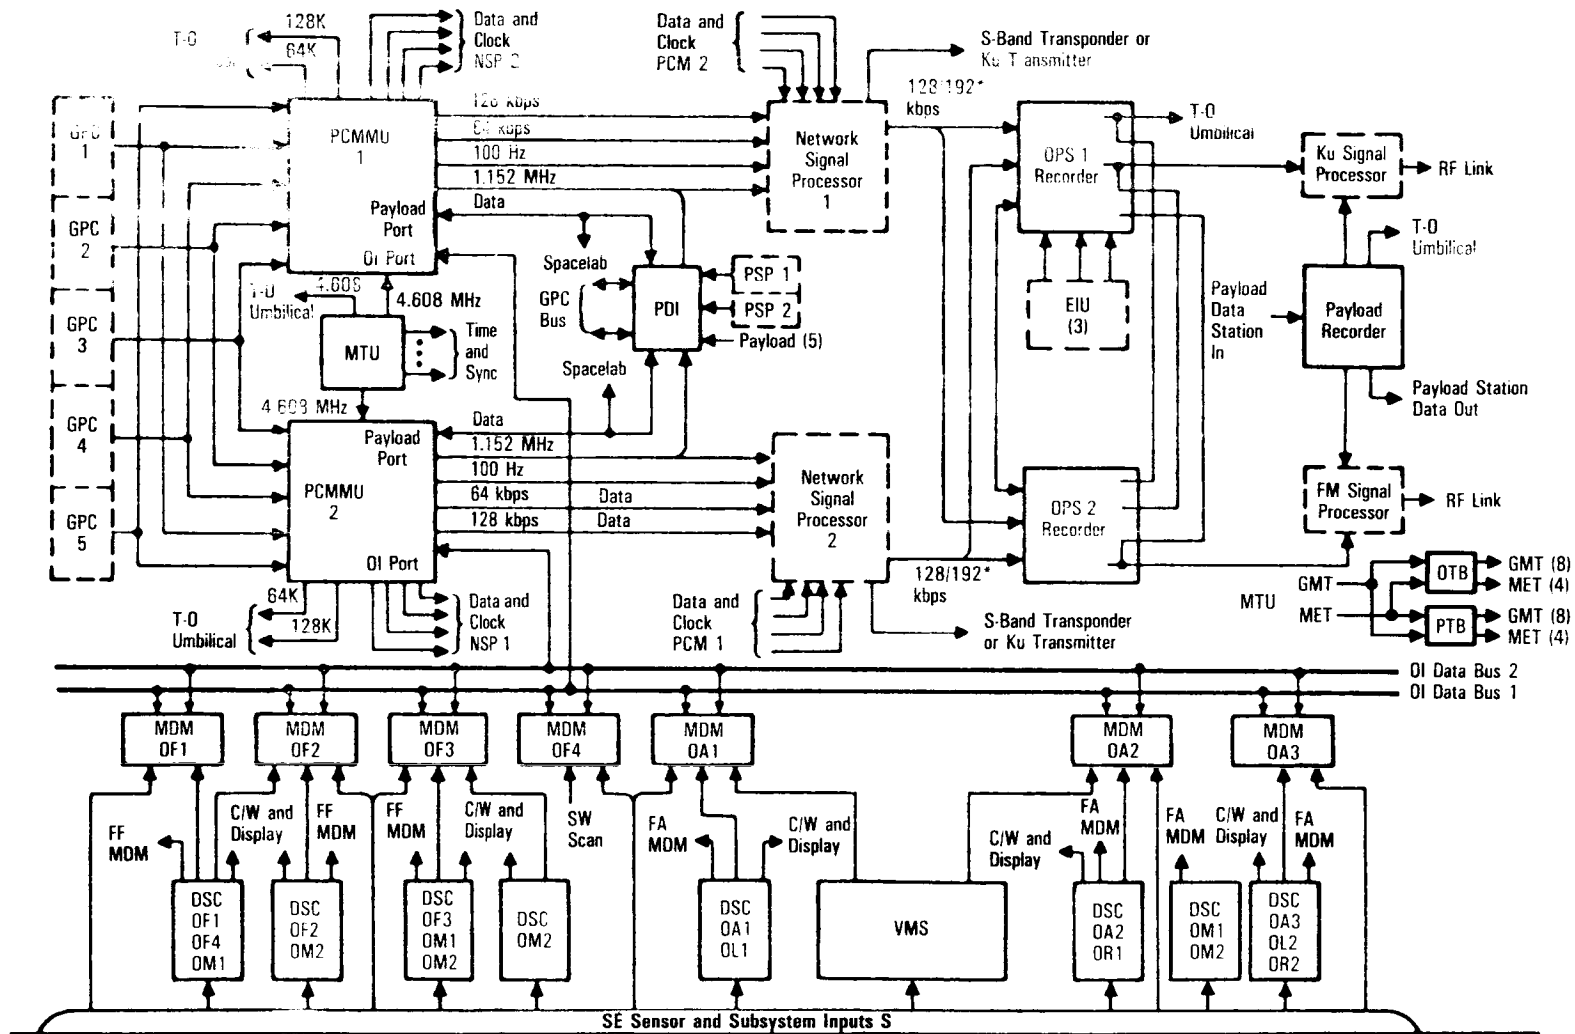 128K
64K
T-0
Data and
Clock
NSP 2
Data and
Clock
PCM 2
S-Band Transponder or
Ku T ansmitter
128/192*
kbps
GPC
1
GPC
2
GPC
3
GPC
4
GPC
5
PCMMU
1
Payload
Port
OI Port
128 kbps
64 kbps
100 Hz
1.152 MHz
Data
Network
Signal
Processor
1
OPS 1
Recorder
T-0
Umbilical
Ku Signal
Processor
RF Link
T-0
Umbilical
Spacelab
GPC
Bus
PDI
PSP 1
PSP 2
Payload (5)
EIU
(3)
Payload
Data
Station
In
Payload
Recorder
Payload Station
Data Out
T-0
Umbilical
4.608
4.608 MHz
MTU
Time
and
Sync
Spacelab
4.608 MHz
Payload
Port
PCMMU
2
OI Port
Data
1.152 MHz
100 Hz
64 kbps
Data
128 kbps
Data
Network
Signal
Processor
2
128/192*
kbps
OPS 2
Recorder
FM Signal
Processor
RF Link
MTU
GMT
MET
OTB
PTB
GMT (8)
MET (4)
GMT (8)
MET (4)
64K
128K
T-0
Umbilical
Data and
Clock
NSP 1
Data and
Clock
PCM 1
S-Band Transponder
or Ku Transmitter
OI Data Bus 2
OI Data Bus 1
MDM
OF1
MDM
OF2
MDM
OF3
MDM
OF4
MDM
OA1
MDM
OA2
MDM
OA3
FF
MDM
C/W and
Display
FF
MDM
FF
MDM
C/W and
Display
SW
Scan
FA
MDM
C/W and
Display
C/W and
Display
FA
MDM
FA
MDM
C/W and
Display
FA
MDM
DSC
OF1
OF4
OM1
DSC
OF2
OM2
DSC
OF3
OM1
OM2
DSC
OM2
DSC
OA1
OL1
VMS
DSC
OA2
OR1
DSC
OM1
OM2
DSC
OA3
OL2
OR2
SE Sensor and Subsystem Inputs S